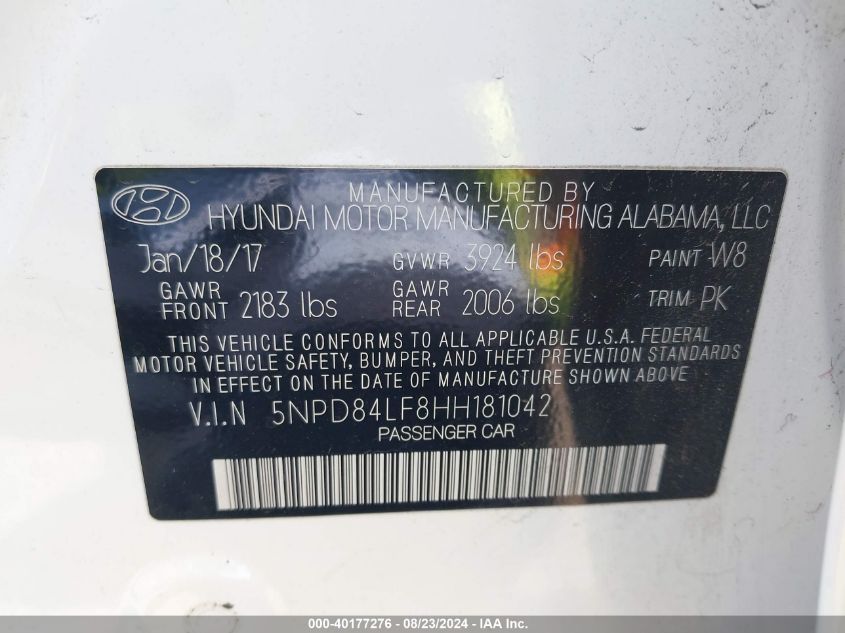 MANUFACTURED BY
HYUNDAI MOTOR MANUFACTURING ALABAMA, LLC
Jan/18/17 GVWR 3924 lbs PAINT W8
GAWR FRONT 2183 lbs GAWR REAR 2006 lbs TRIM PK
THIS VEHICLE CONFORMS TO ALL APPLICABLE U.S.A. FEDERAL
MOTOR VEHICLE SAFETY, BUMPER, AND THEFT PREVENTION STANDARDS
IN EFFECT ON THE DATE OF MANUFACTURE SHOWN ABOVE
V.I.N 5NPD84LF8HH181042
PASSENGER CAR
000-40177276 - 08/23/2024 - IAA Inc.